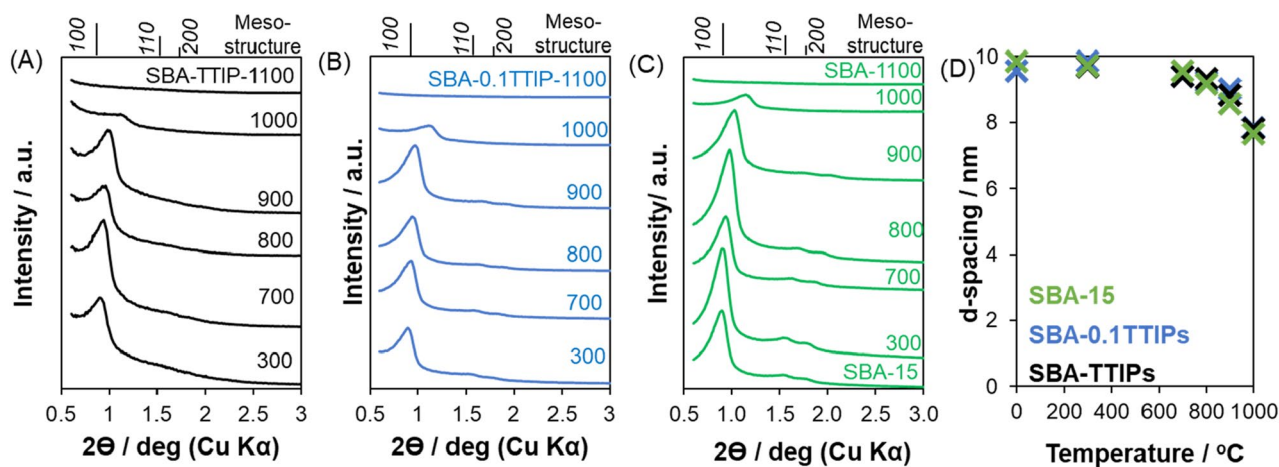 (A)
100
110
200
Meso-
structure
SBA-TTIP-1100
1000
900
800
700
300
Intensity/ a.u.
0.5 1 1.5 2 2.5 3
2Ө / deg (Cu Kα)
(B)
100
110
200
Meso-
structure
SBA-0.1TTIP-1100
1000
900
800
700
300
Intensity / a.u.
0.5 1 1.5 2 2.5 3
2Ө / deg (Cu Kα)
(C)
100
110
200
Meso-
structure
SBA-1100
1000
900
800
700
300
SBA-15
Intensity/ a.u.
0.5 1.0 1.5 2.0 2.5 3.0
2Ө / deg (Cu Kα)
(D)
10
8
6
4
2
0
d-spacing / nm
SBA-15
SBA-0.1TTIPs
SBA-TTIPs
0 200 400 600 800 1000
Temperature / ºC